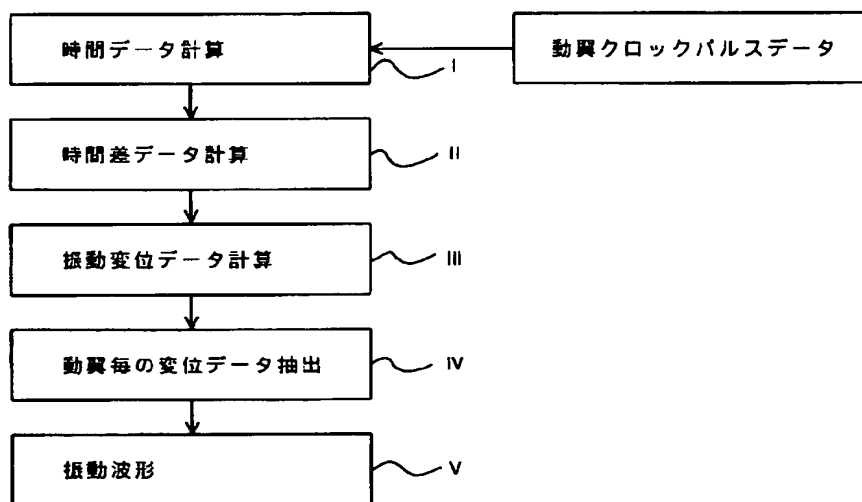 時間データ計算
動翼クロックパルスデータ
I
時間差データ計算
II
振動変位データ計算
III
動翼毎の変位データ抽出
IV
振動波形
V